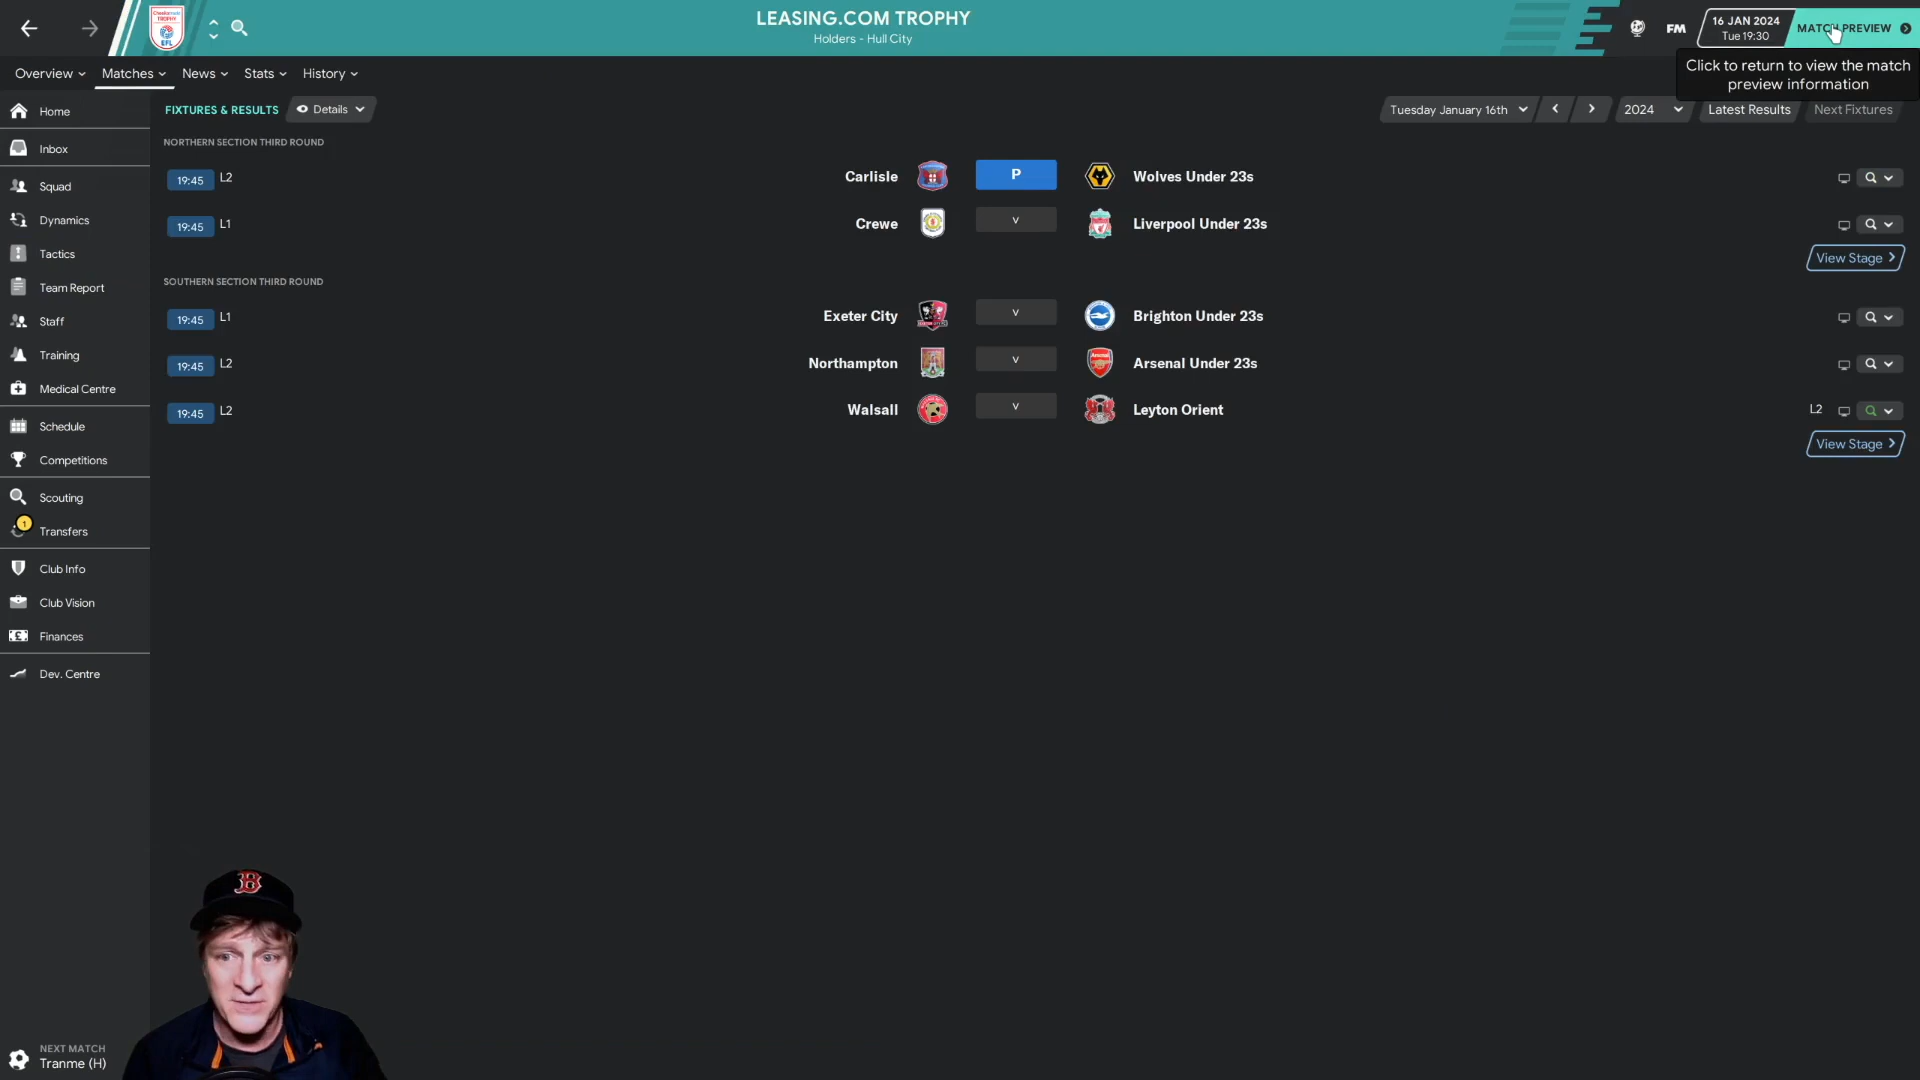 LEASING.COM TROPHY
Holders - Hull City
FM
16 JAN 2024
Tue 19:30
MATCH PREVIEW
Click to return to view the match
preview information
Overview
Matches
News
Stats
History
FIXTURES & RESULTS
Details
Tuesday January 16th
2024
Latest Results
Next Fixtures
Home
Inbox
Squad
Dynamics
Tactics
Team Report
Staff
Training
Medical Centre
Schedule
Competitions
Scouting
1
Transfers
Club Info
Club Vision
Finances
Dev. Centre
NEXT MATCH
Tranme (H)
NORTHERN SECTION THIRD ROUND
19:45 L2 Carlisle P Wolves Under 23s
19:45 L1 Crewe v Liverpool Under 23s
View Stage
SOUTHERN SECTION THIRD ROUND
19:45 L1 Exeter City v Brighton Under 23s
19:45 L2 Northampton v Arsenal Under 23s
19:45 L2 Walsall v Leyton Orient L2
View Stage
B